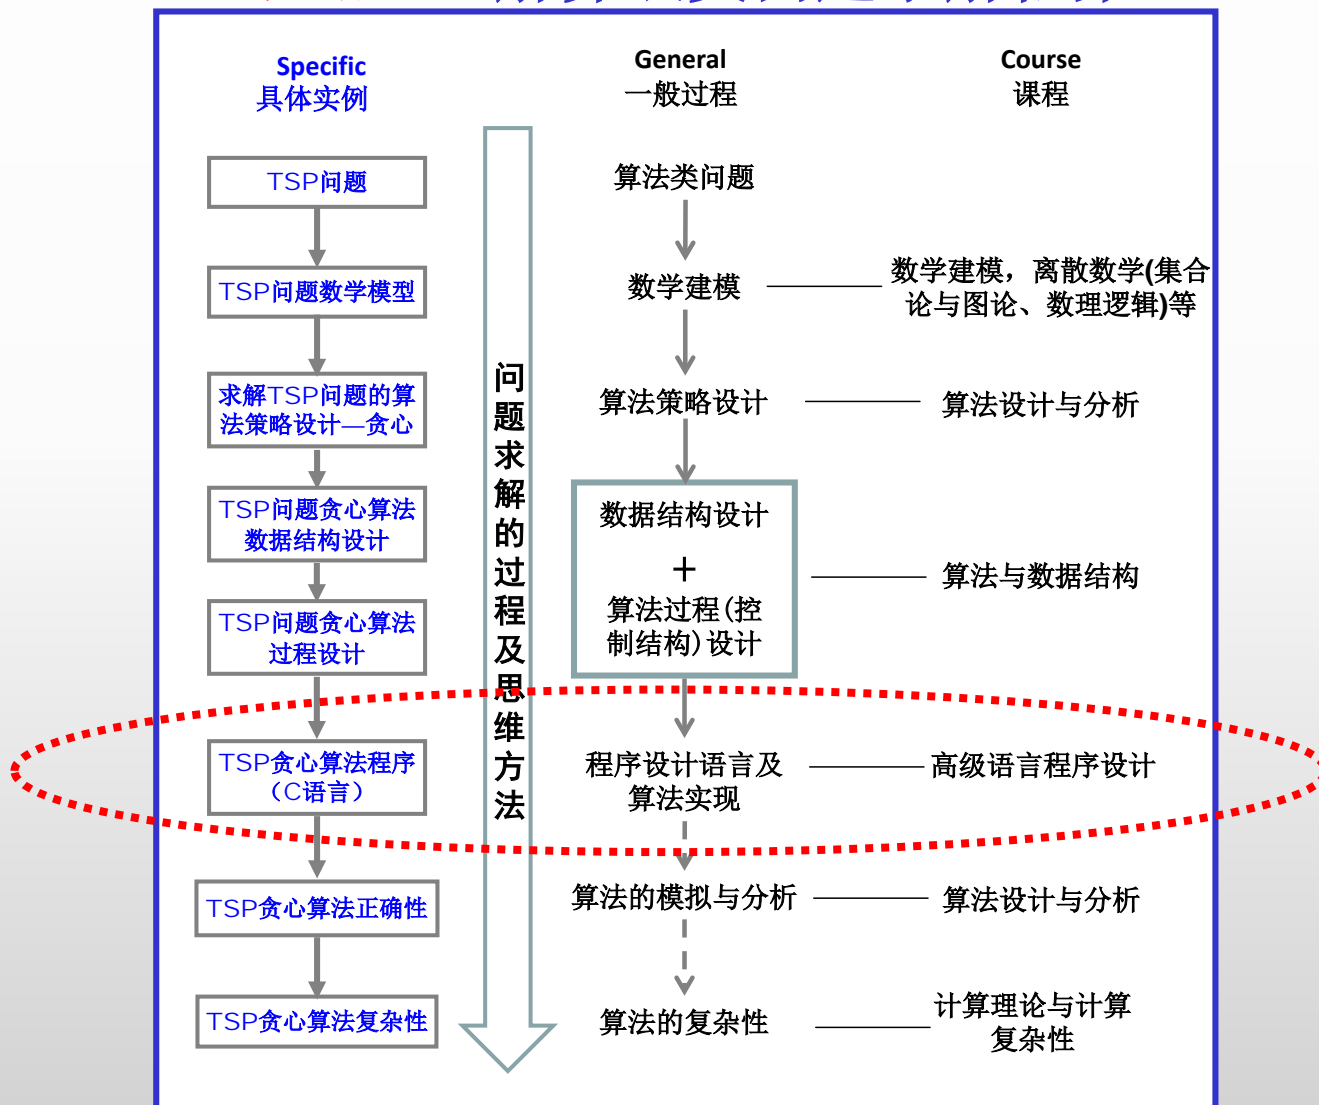 Specific
具体实例
General
一般过程
Course
课程
TSP问题
TSP问题数学模型
求解TSP问题的算
法策略设计—贪心
TSP问题贪心算法
数据结构设计
TSP问题贪心算法
过程设计
TSP贪心算法程序
（C语言）
TSP贪心算法正确性
TSP贪心算法复杂性
问题求解的过程及思维方法
算法类问题
数学建模
算法策略设计
数据结构设计
＋
算法过程(控
制结构)设计
程序设计语言及
算法实现
算法的模拟与分析
算法的复杂性
数学建模，离散数学(集合
论与图论、数理逻辑)等
算法设计与分析
算法与数据结构
高级语言程序设计
算法设计与分析
计算理论与计算
复杂性